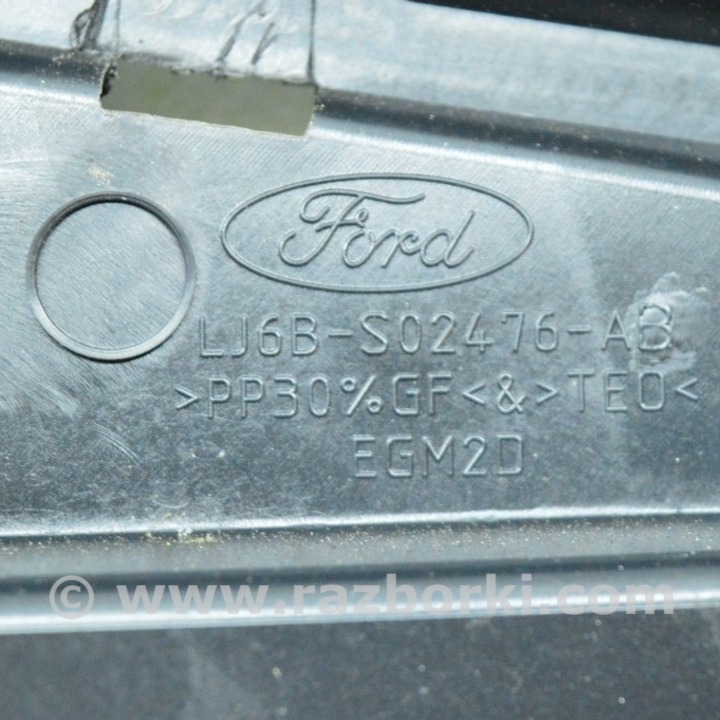 Ford
LJ6B-S02476-AB
>PP30%GF<&>TEO<
EGM2D
© www.razborki.com